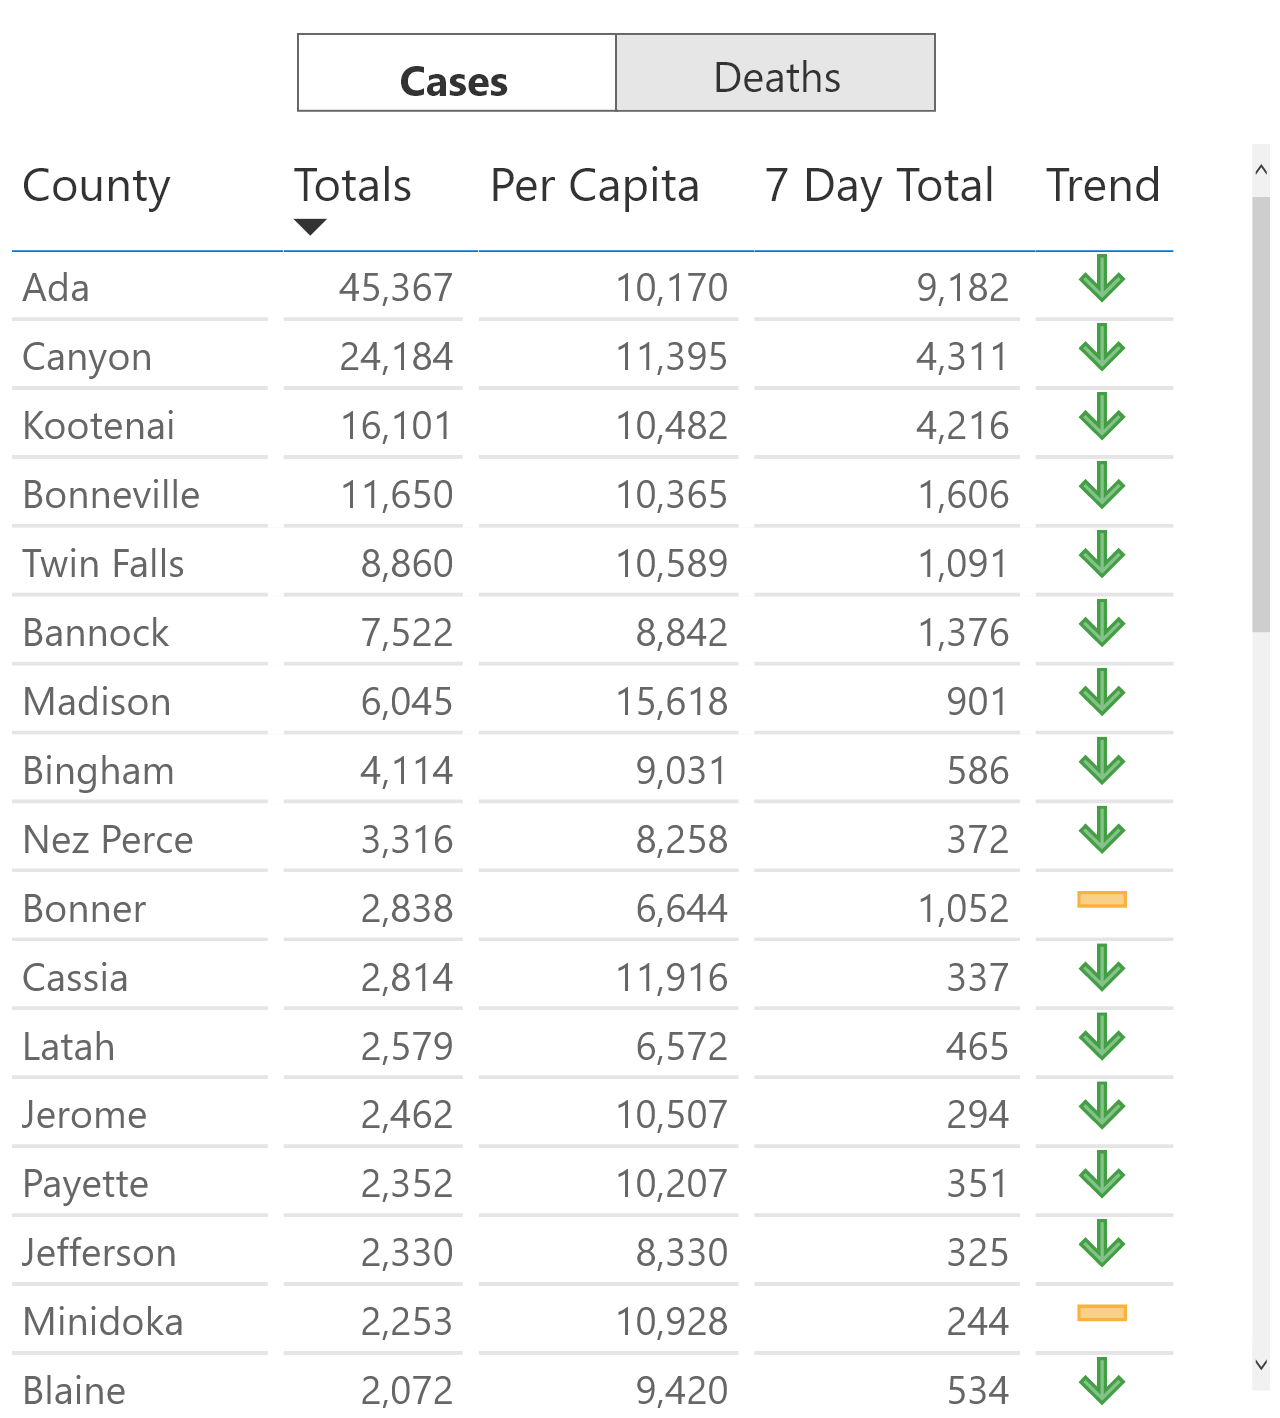 Cases Deaths
County Totals Per Capita 7 Day Total Trend
Ada 45,367 10,170 9,182
Canyon 24,184 11,395 4,311
Kootenai 16,101 10,482 4,216
Bonneville 11,650 10,365 1,606
Twin Falls 8,860 10,589 1,091
Bannock 7,522 8,842 1,376
Madison 6,045 15,618 901
Bingham 4,114 9,031 586
Nez Perce 3,316 8,258 372
Bonner 2,838 6,644 1,052
Cassia 2,814 11,916 337
Latah 2,579 6,572 465
Jerome 2,462 10,507 294
Payette 2,352 10,207 351
Jefferson 2,330 8,330 325
Minidoka 2,253 10,928 244
Blaine 2,072 9,420 534